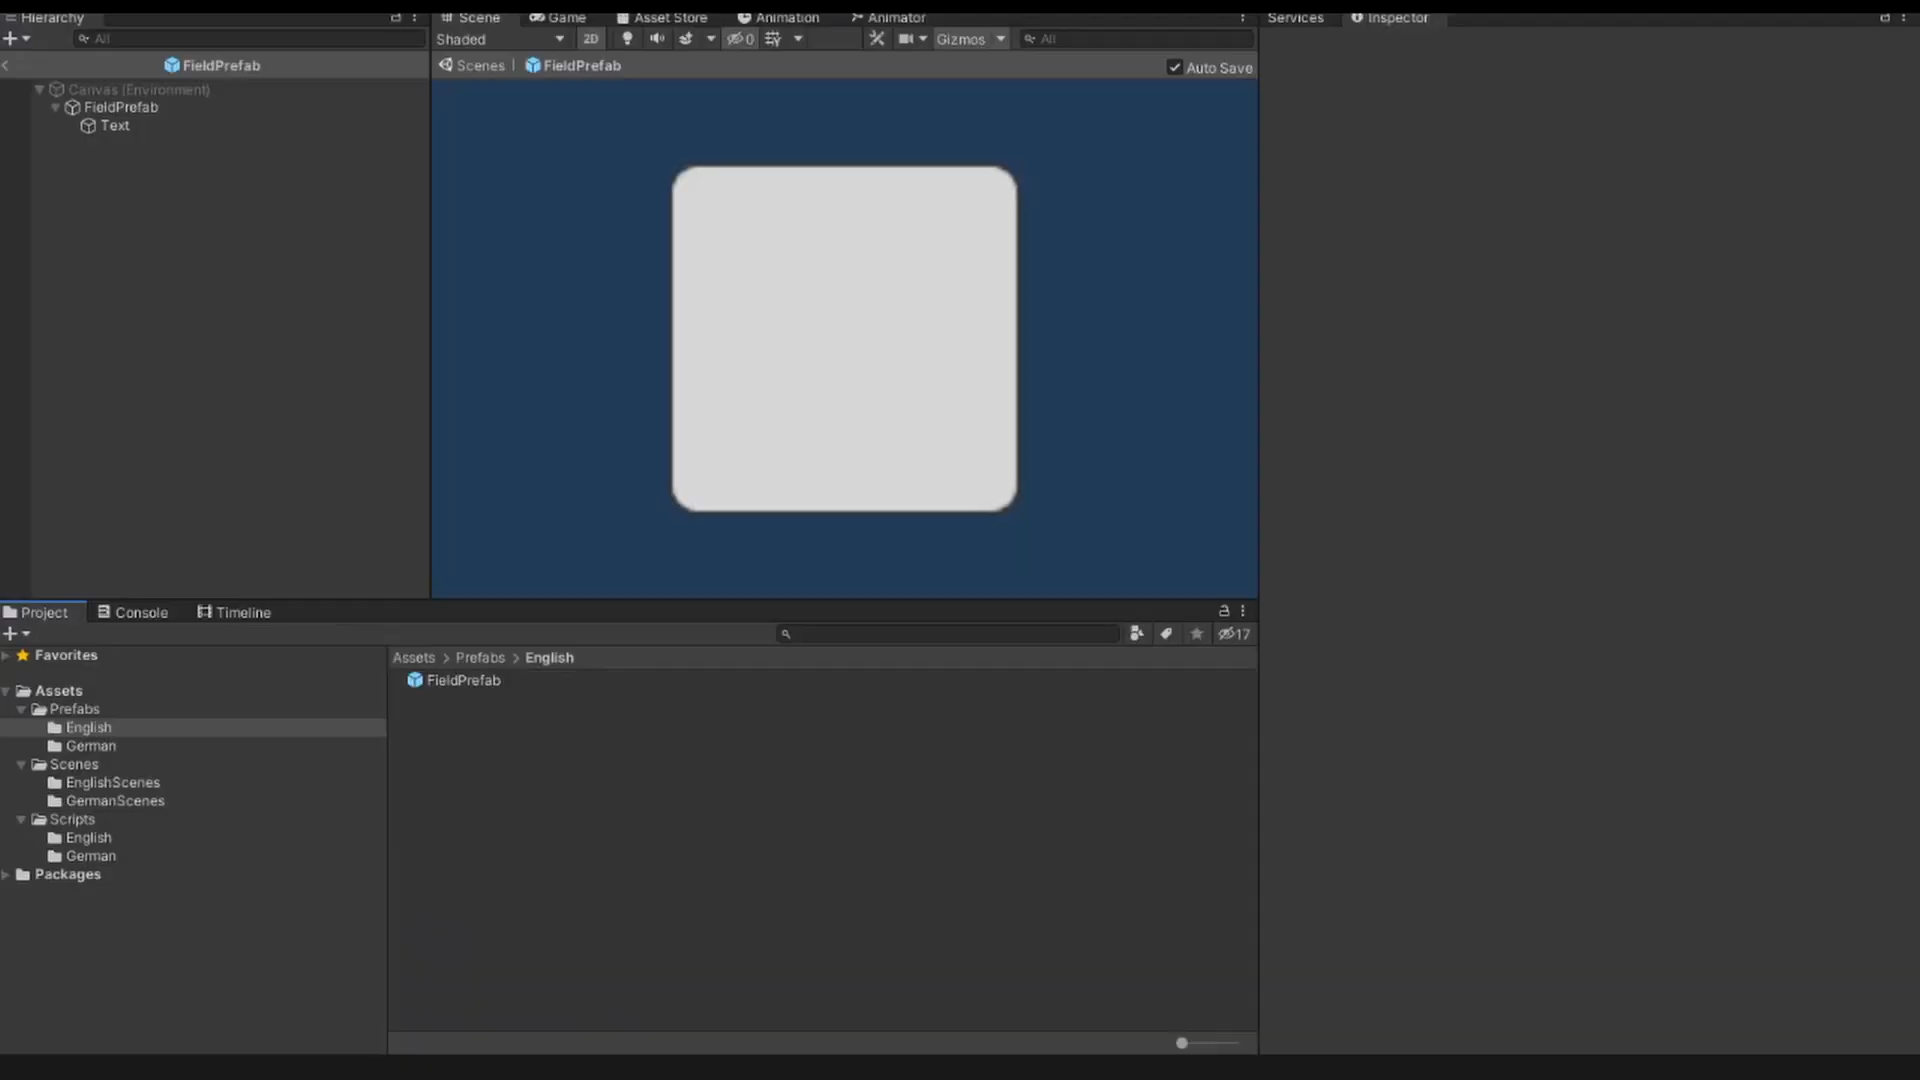 Hierarchy
Scene
Game
Asset Store
Animation
Animator
Services
Inspector
All
Shaded
2D
0
Gizmos
All
FieldPrefab
Scenes
FieldPrefab
Auto Save
Canvas (Environment)
FieldPrefab
Text
Project
Console
Timeline
17
Favorites
Assets
Prefabs
English
German
Scenes
EnglishScenes
GermanScenes
Scripts
English
German
Packages
Assets > Prefabs > English
FieldPrefab